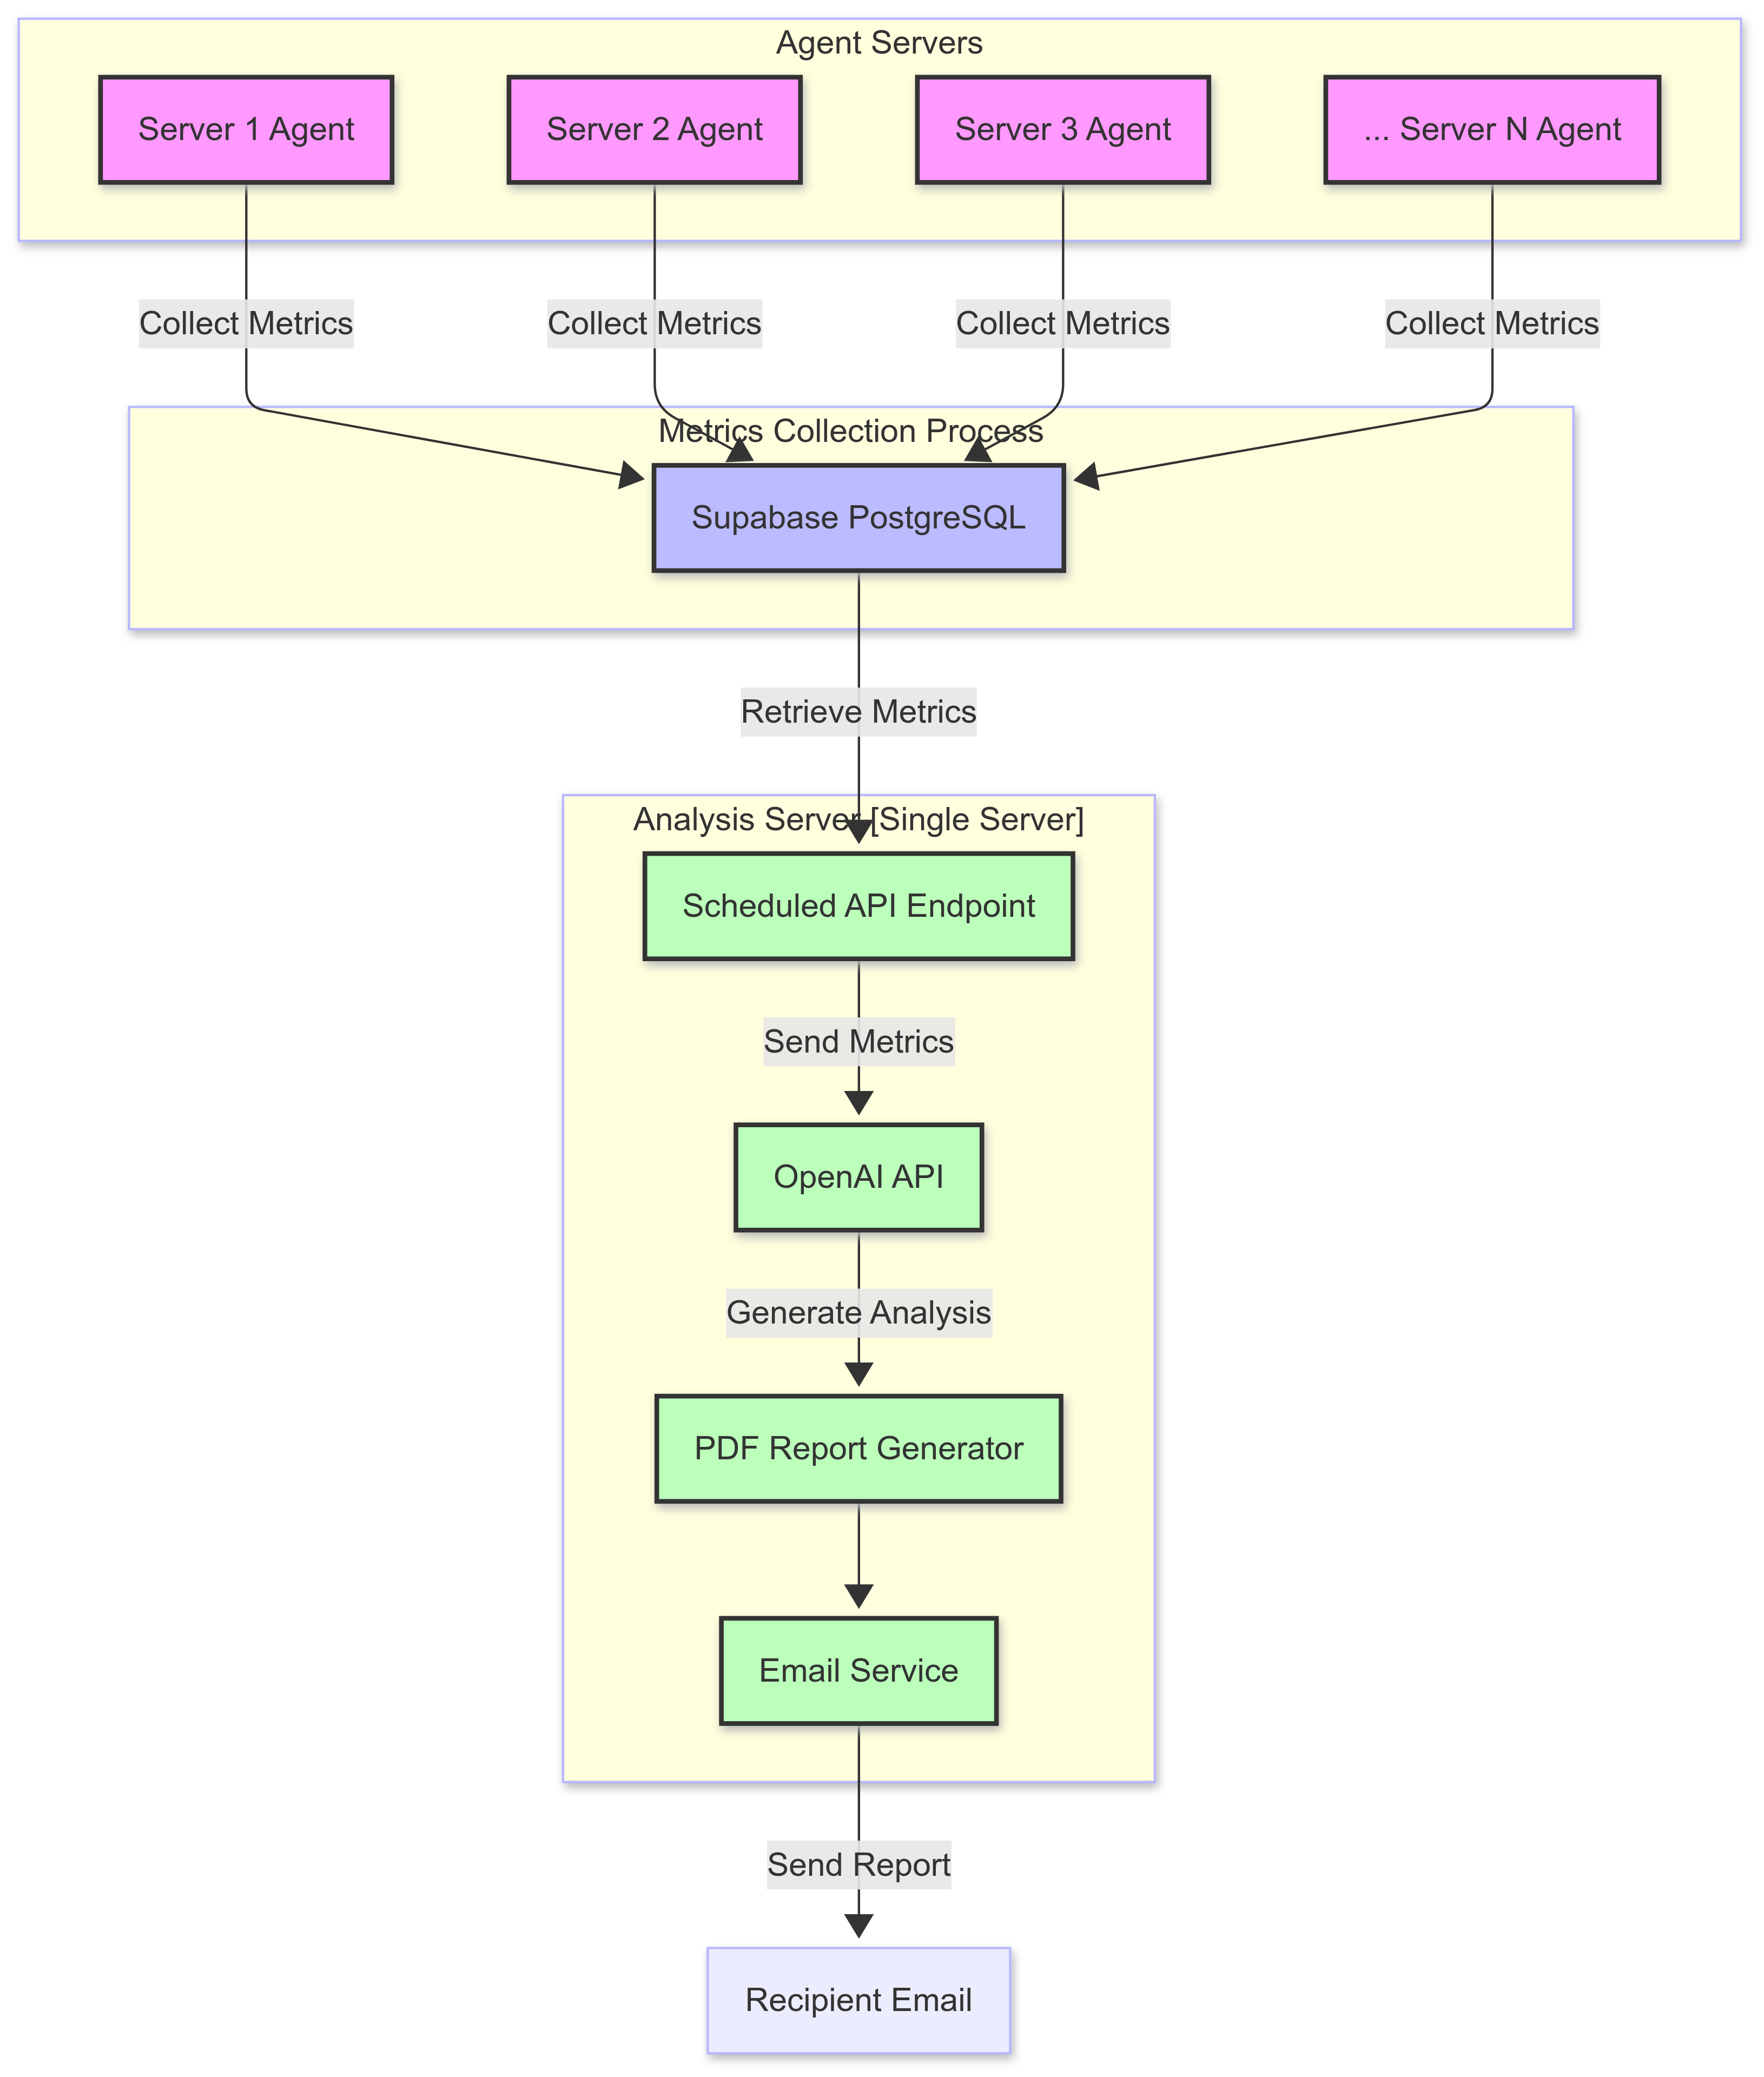 Agent Servers
Server 1 Agent
Server 2 Agent
Server 3 Agent
... Server N Agent
Collect Metrics
Collect Metrics
Collect Metrics
Collect Metrics
Metrics Collection Process
Supabase PostgreSQL
Retrieve Metrics
Analysis Server [Single Server]
Scheduled API Endpoint
Send Metrics
OpenAI API
Generate Analysis
PDF Report Generator
Email Service
Send Report
Recipient Email